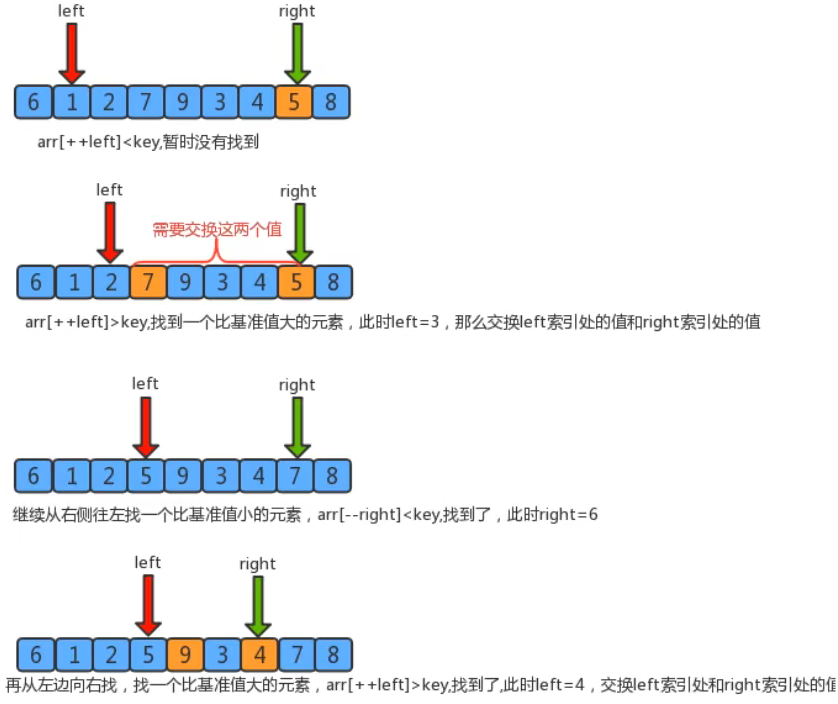 left right
6 1 2 7 9 3 4 5 8
arr[++left]<key,暂时没有找到
left right
需要交换这两个值
6 1 2 7 9 3 4 5 8
arr[++left]>key,找到一个比基准值大的元素，此时left=3，那么交换left索引处的值和right索引处的值
left right
6 1 2 5 9 3 4 7 8
继续从右侧往左找一个比基准值小的元素，arr[--right]<key,找到了，此时right=6
left right
6 1 2 5 9 3 4 7 8
再从左边向右找，找一个比基准值大的元素，arr[++left]>key,找到了,此时left=4，交换left索引处和right索引处的值